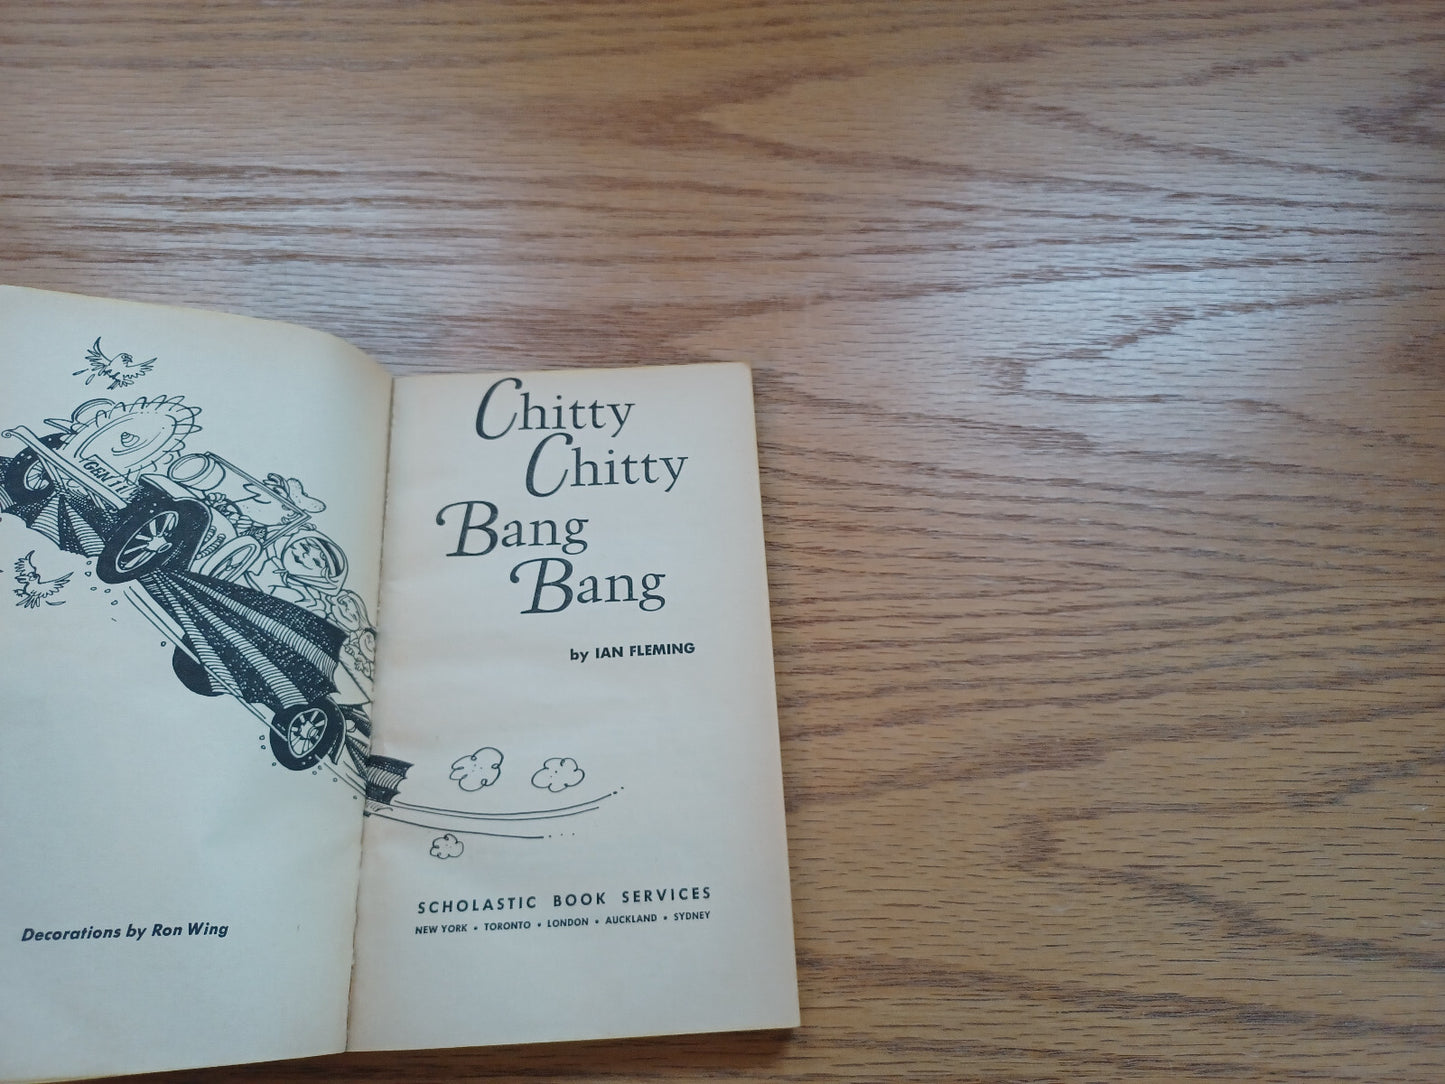 GEN II
Decorations by Ron Wing
Chitty
Chitty
Bang
Bang
by IAN FLEMING
SCHOLASTIC BOOK SERVICES
NEW YORK • TORONTO • LONDON • AUCKLAND • SYDNEY